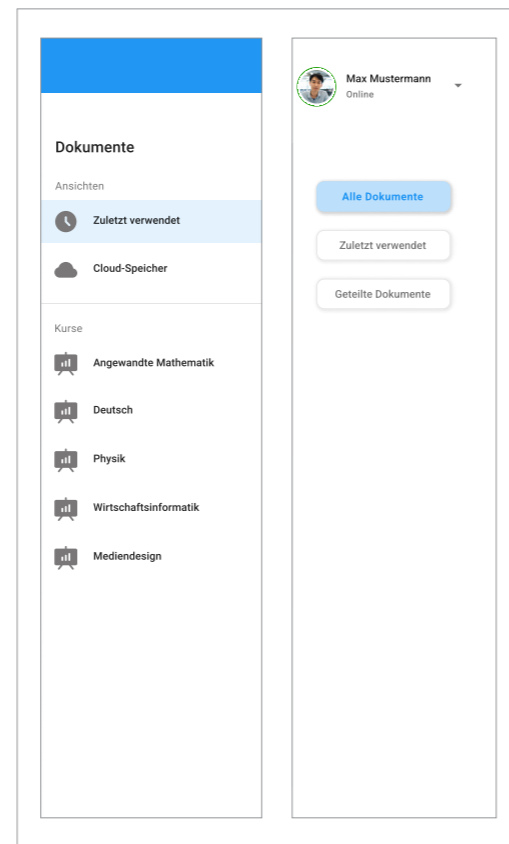 Dokumente
Ansichten
Zuletzt verwendet
Cloud-Speicher
Kurse
Angewandte Mathematik
Deutsch
Physik
Wirtschaftsinformatik
Mediendesign
Max Mustermann
Online
Alle Dokumente
Zuletzt verwendet
Geteilte Dokumente